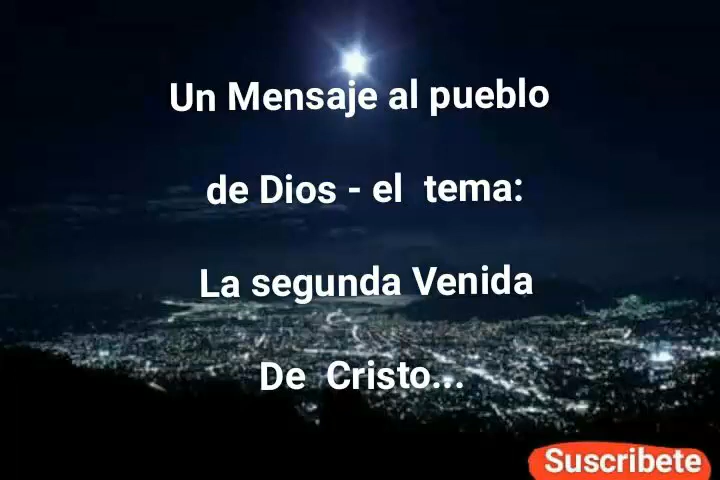 Un Mensaje al pueblo
de Dios - el tema:
La segunda Venida
De Cristo...
Suscribete